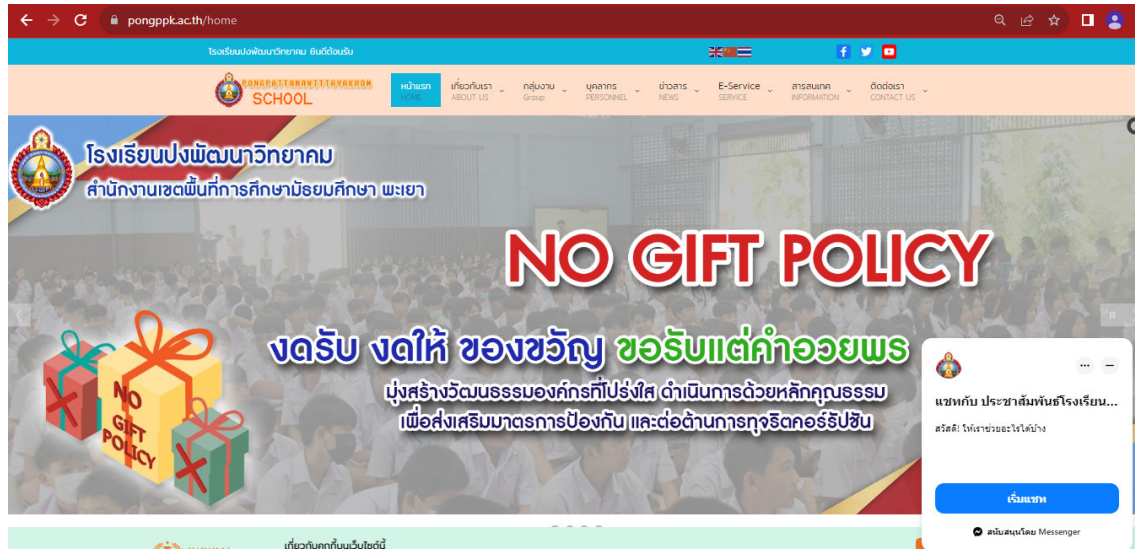 pongppk.ac.th/home
โรงเรียนปงพัฒนาวิทยาคม ยินดีต้อนรับ
PONGPATTANAWITTAYAKHOM
SCHOOL
หน้าแรก เกี่ยวกับเรา กลุ่มงาน บุคลากร ข่าวสาร E-Service สารสนเทศ ติดต่อเรา
HOME ABOUT US Group PERSONNEL NEWS SERVICE INFORMATION CONTACT US
โรงเรียนปงพัฒนาวิทยาคม
สำนักงานเขตพื้นที่การศึกษามัธยมศึกษา พะเยา
NO GIFT POLICY
งดรับ งดให้ ของขวัญ ขอรับแต่คำอวยพร
มุ่งสร้างวัฒนธรรมองค์กรที่โปร่งใส ดำเนินการด้วยหลักคุณธรรม
เพื่อส่งเสริมมาตรการป้องกัน และต่อต้านการทุจริตคอร์รัปชัน
NO
GIFT
POLICY
แชทกับ ประชาสัมพันธ์โรงเรียน...
สวัสดี! ให้เราช่วยอะไรได้บ้าง
เริ่มแชท
สนับสนุนโดย Messenger
เกี่ยวกับคุกกี้บนเว็บไซต์นี้